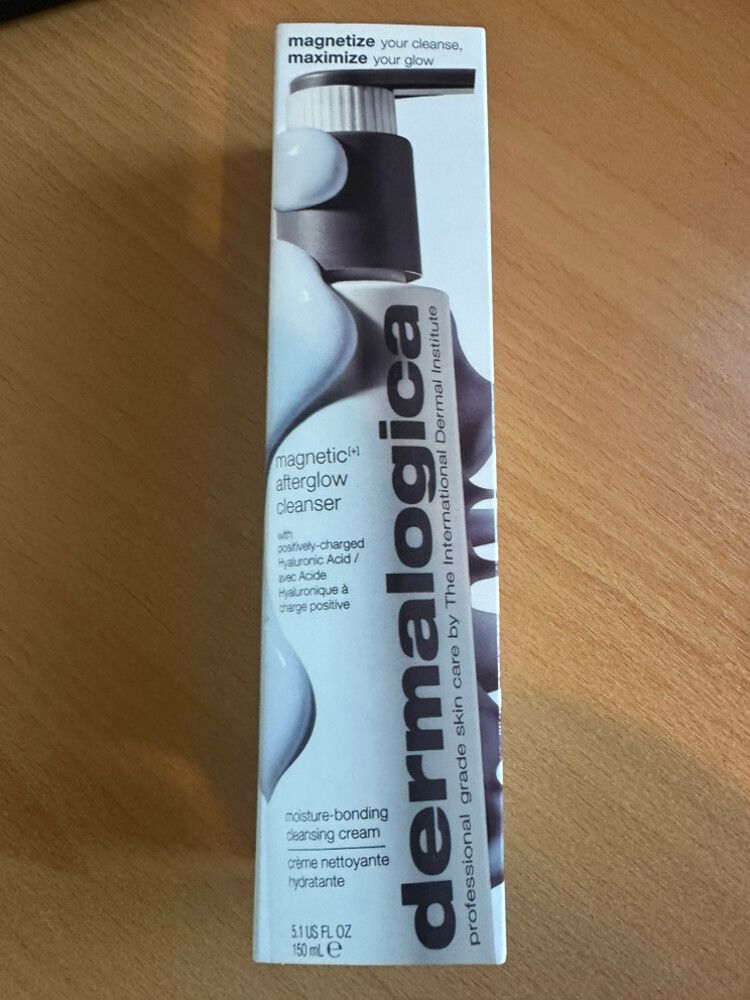 magnetize your cleanse,
maximize your glow
magnetic[+]
afterglow
cleanser
with
positively-charged
Hyaluronic Acid /
avec Acide
Hyaluronique à
charge positive
dermalogica
professional grade skin care by The International Dermal Institute
moisture-bonding
cleansing cream
crème nettoyante
hydratante
5.1 US FL OZ
150 mL ℮